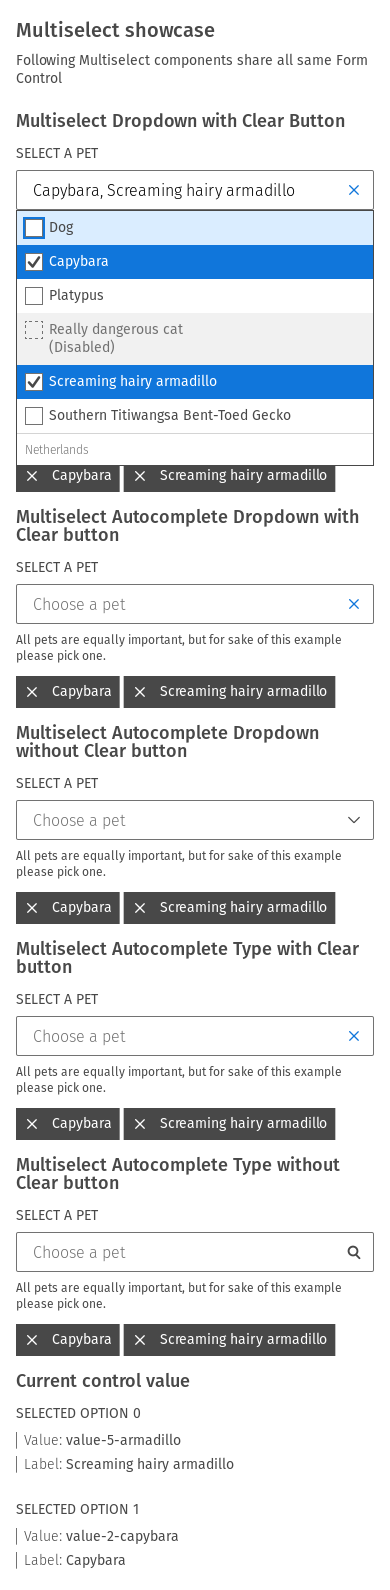 Multiselect showcase
Following Multiselect components share all same Form
Control
Multiselect Dropdown with Clear Button
SELECT A PET
Capybara, Screaming hairy armadillo
Dog
Capybara
Platypus
Really dangerous cat
(Disabled)
Screaming hairy armadillo
Southern Titiwangsa Bent-Toed Gecko
Netherlands
Capybara Screaming hairy armadillo
Multiselect Autocomplete Dropdown with
Clear button
SELECT A PET
Choose a pet
All pets are equally important, but for sake of this example
please pick one.
Capybara Screaming hairy armadillo
Multiselect Autocomplete Dropdown
without Clear button
SELECT A PET
Choose a pet
All pets are equally important, but for sake of this example
please pick one.
Capybara Screaming hairy armadillo
Multiselect Autocomplete Type with Clear
button
SELECT A PET
Choose a pet
All pets are equally important, but for sake of this example
please pick one.
Capybara Screaming hairy armadillo
Multiselect Autocomplete Type without
Clear button
SELECT A PET
Choose a pet
All pets are equally important, but for sake of this example
please pick one.
Capybara Screaming hairy armadillo
Current control value
SELECTED OPTION 0
Value: value-5-armadillo
Label: Screaming hairy armadillo
SELECTED OPTION 1
Value: value-2-capybara
Label: Capybara